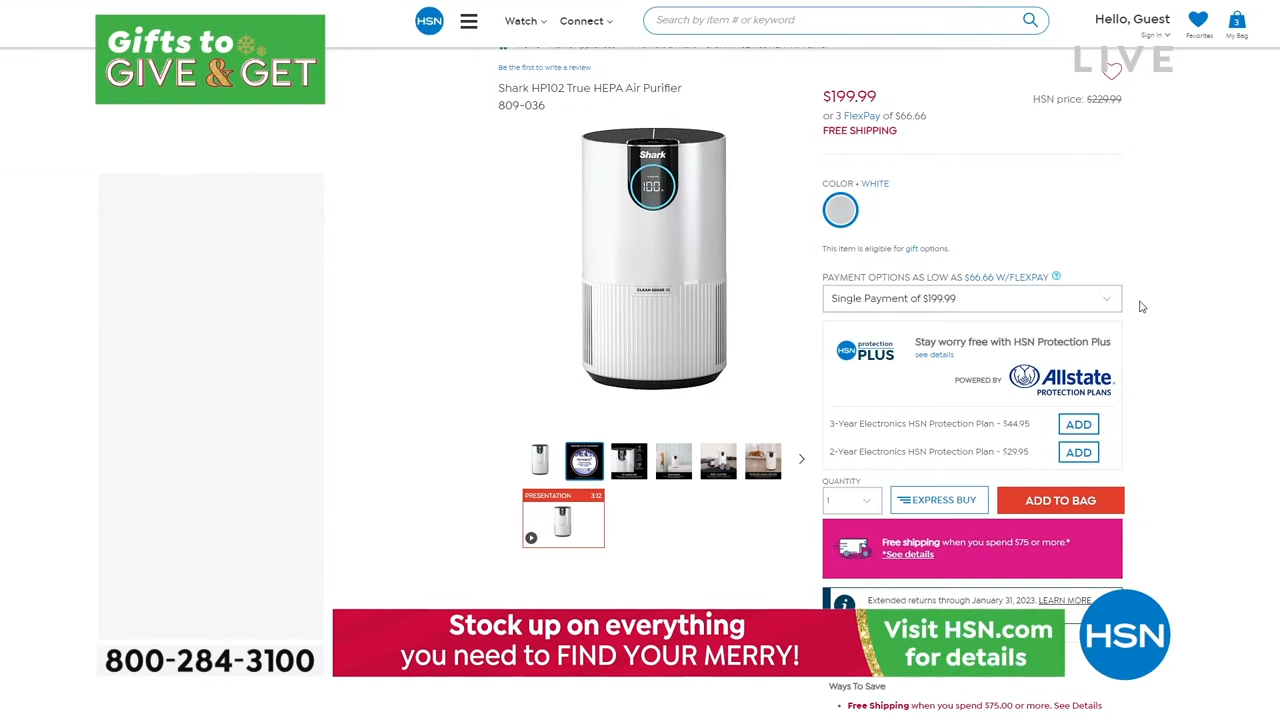 Gifts to
GIVE & GET
HSN
Watch
Connect
Search by item # or keyword
Hello, Guest
Sign in
Favorites
3
My Bag
LIVE
Be the first to write a review
Shark HP102 True HEPA Air Purifier
809-036
Shark
100%
CLEAN SENSE IQ
$199.99
HSN price: $229.99
or 3 FlexPay of $66.66
FREE SHIPPING
COLOR • WHITE
This item is eligible for gift options.
PAYMENT OPTIONS AS LOW AS $66.66 W/FLEXPAY ?
Single Payment of $199.99
HSN protection PLUS
Stay worry free with HSN Protection Plus
see details
POWERED BY
Allstate.
PROTECTION PLANS
3-Year Electronics HSN Protection Plan - $44.95
ADD
2-Year Electronics HSN Protection Plan - $29.95
ADD
QUANTITY
1
EXPRESS BUY
ADD TO BAG
PRESENTATION 3:12
Free shipping when you spend $75 or more.*
*See details
Extended returns through January 31, 2023. LEARN MORE
Stock up on everything
you need to FIND YOUR MERRY!
Visit HSN.com
for details
HSN
800-284-3100
Ways To Save
• Free Shipping when you spend $75.00 or more. See Details